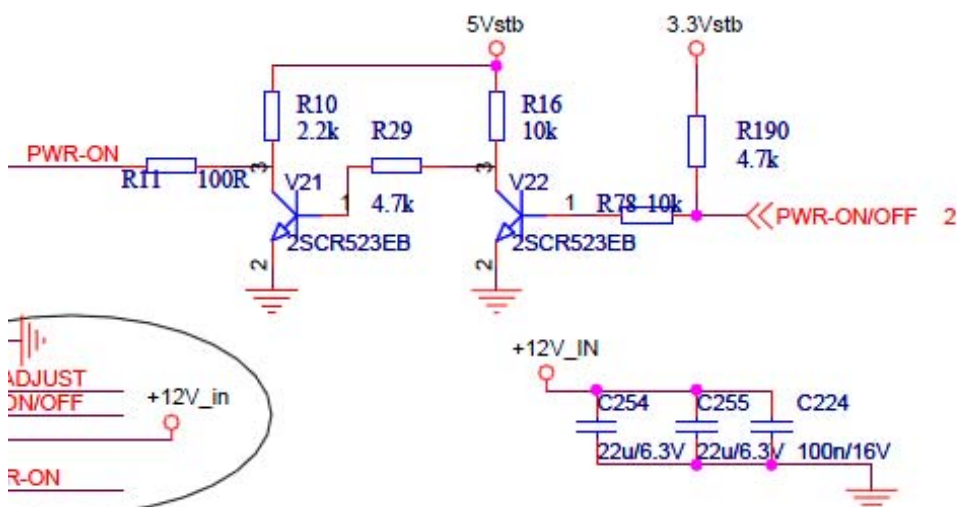 5Vstb
3.3Vstb
R10
2.2k
R29
R16
10k
R190
4.7k
PWR-ON
R11
100R
3
V21
1
4.7k
3
V22
1
R78 10k
PWR-ON/OFF 2
2SCR523EB
2SCR523EB
2
2
+12V_IN
ADJUST
ON/OFF
+12V_in
C254
C255
C224
22u/6.3V
22u/6.3V
100n/16V
R-ON